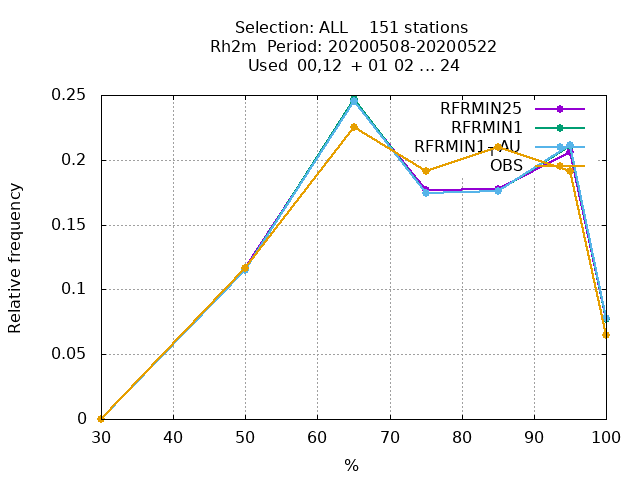 Selection: ALL    151 stations
Rh2m  Period: 20200508-20200522
Used  00,12  + 01 02 ... 24
RFRMIN25
RFRMIN1
RFRMIN1+AU
OBS
Relative frequency
0.25
0.2
0.15
0.1
0.05
0
30 40 50 60 70 80 90 100
%